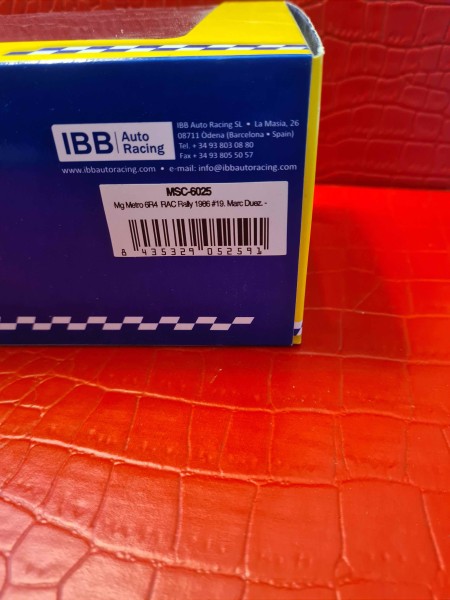 IBB Auto Racing
IBB Auto Racing SL • La Masia, 26
08711 Òdena (Barcelona • Spain)
Tel. + 34 93 803 08 80
Fax + 34 93 805 50 57
www.ibbautoracing.com • e-mail: info@ibbautoracing.com
MSC-6025
Mg Metro 6R4 RAC Rally 1986 #19. Marc Duez. -
8 435329 052591